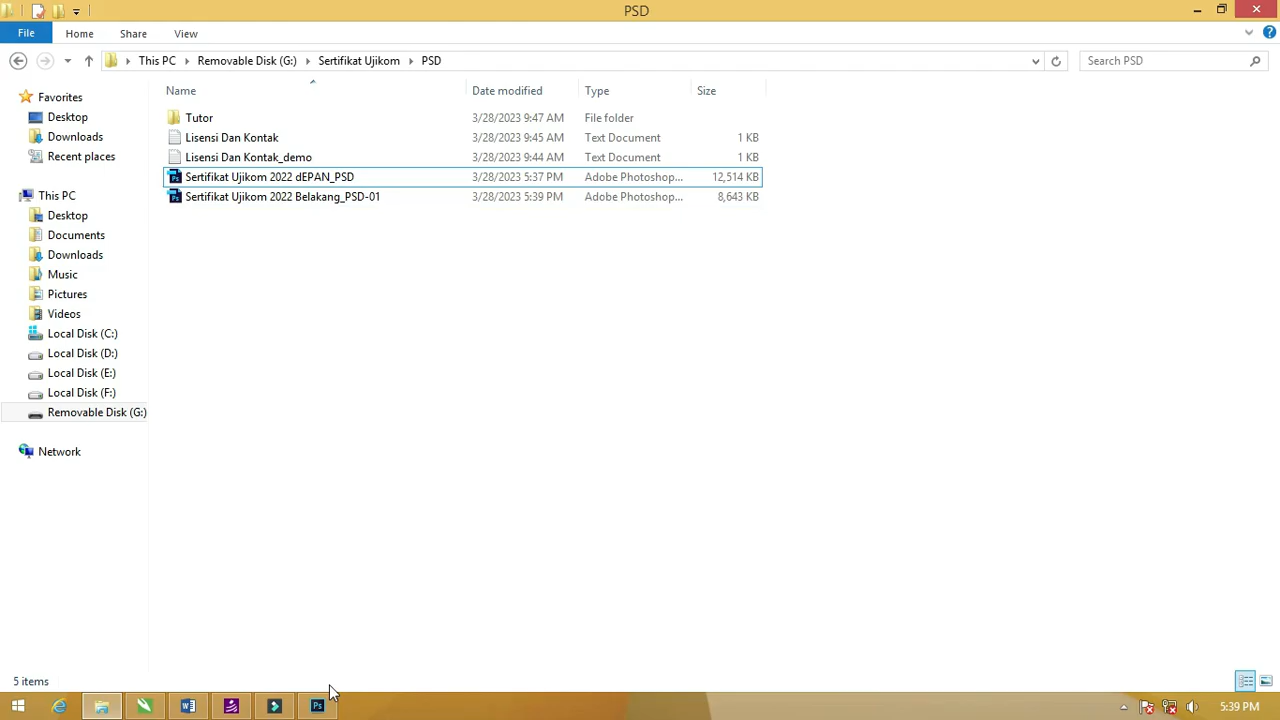 PSD
File Home Share View
This PC Removable Disk (G:) Sertifikat Ujikom PSD Search PSD
Name Date modified Type Size
Favorites
Desktop
Downloads
Recent places
This PC
Desktop
Documents
Downloads
Music
Pictures
Videos
Local Disk (C:)
Local Disk (D:)
Local Disk (E:)
Local Disk (F:)
Removable Disk (G:)
Network
Tutor 3/28/2023 9:47 AM File folder
Lisensi Dan Kontak 3/28/2023 9:45 AM Text Document 1 KB
Lisensi Dan Kontak_demo 3/28/2023 9:44 AM Text Document 1 KB
Sertifikat Ujikom 2022 dEPAN_PSD 3/28/2023 5:37 PM Adobe Photoshop... 12,514 KB
Sertifikat Ujikom 2022 Belakang_PSD-01 3/28/2023 5:39 PM Adobe Photoshop... 8,643 KB
5 items
Ps
5:39 PM